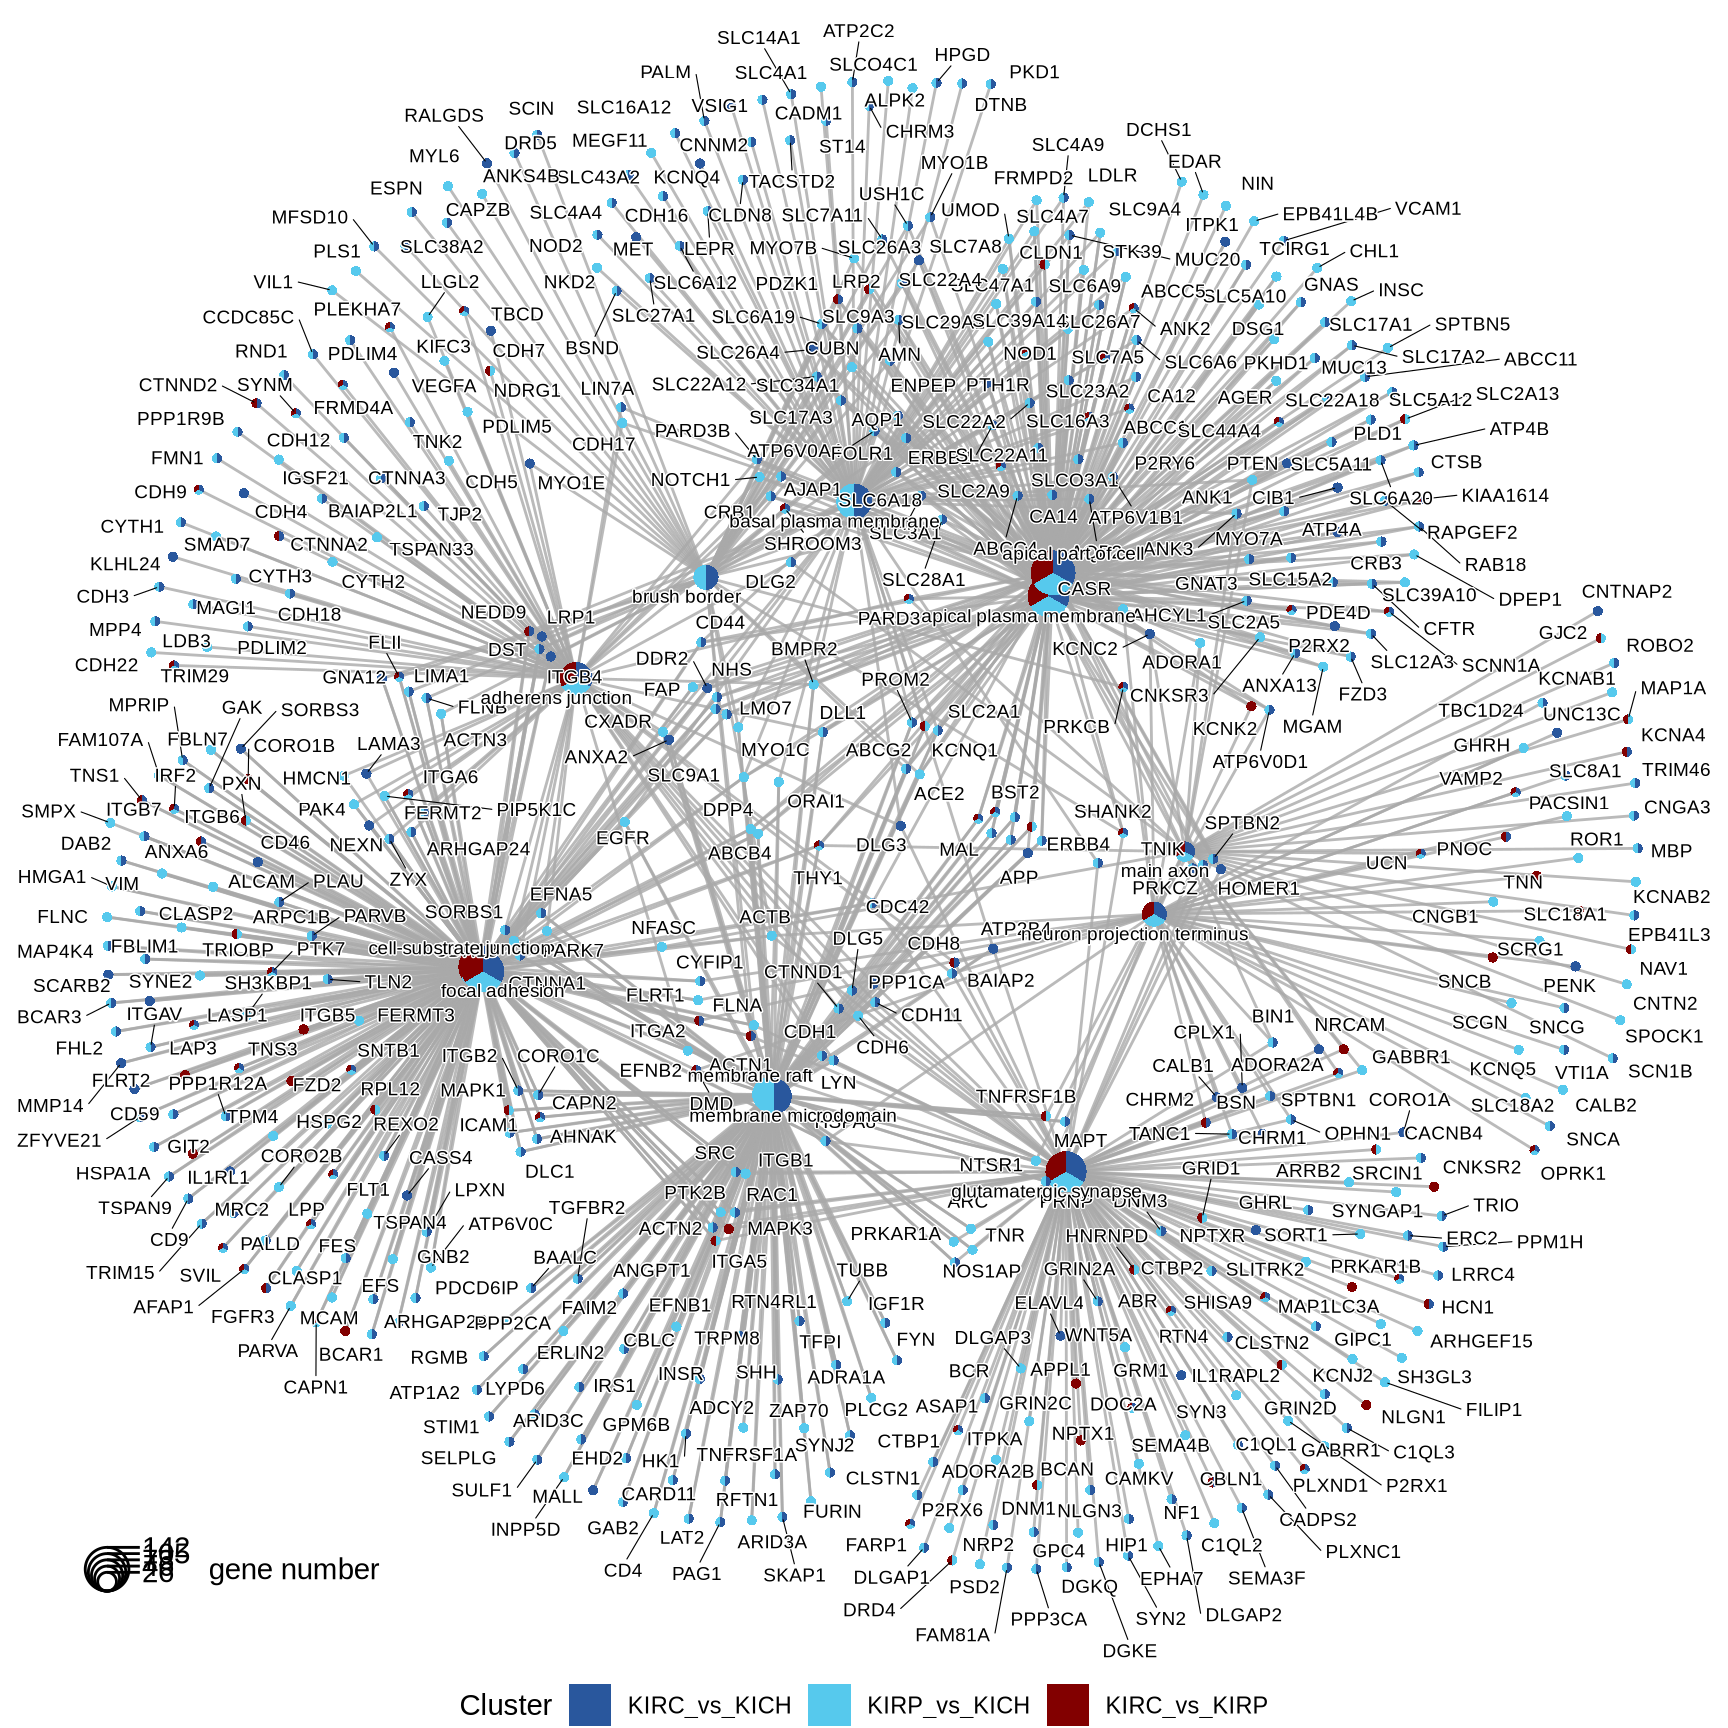 ATP2C2
SLC14A1
SLCO4C1
HPGD
PKD1
PALM
SLC4A1
VSIG1
ALPK2
DTNB
SCIN
SLC16A12
CADM1
RALGDS
DRD5
MEGF11
CNNM2
ST14
CHRM3
DCHS1
MYL6
SLC4A9
MYO1B
EDAR
ANKS4B
SLC43A2
KCNQ4
TACSTD2
FRMPD2
LDLR
NIN
ESPN
USH1C
CAPZB
SLC4A4
CDH16
CLDN8
SLC7A11
UMOD
SLC4A7
SLC9A4
ITPK1
EPB41L4B
VCAM1
MFSD10
SLC38A2
NOD2
MET
LEPR
MYO7B
SLC26A3
SLC7A8
CLDN1
STK39
MUC20
TCIRG1
CHL1
PLS1
VIL1
LLGL2
NKD2
SLC6A12
PDZK1
LRP2
SLC22A4
SLC47A1
SLC6A9
ABCC5
SLC5A10
GNAS
INSC
PLEKHA7
TBCD
SLC27A1
SLC6A19
SLC9A3
SLC39A14
SLC26A7
ANK2
DSG1
SLC17A1
SPTBN5
CCDC85C
RND1
PDLIM4
KIFC3
CDH7
BSND
SLC26A4
CUBN
AMN
NOD1
SLC7A5
SLC6A6
PKHD1
MUC13
SLC17A2
ABCC11
CTNND2
SYNM
VEGFA
NDRG1
LIN7A
SLC22A12
SLC34A1
ENPEP
PTH1R
SLC23A2
CA12
AGER
SLC22A18
SLC5A12
SLC2A13
PPP1R9B
FRMD4A
PDLIM5
SLC17A3
AQP1
SLC22A2
SLC16A3
SLC44A4
PLD1
ATP4B
CDH12
TNK2
CDH17
PARD3B
FOLR1
SLC22A11
P2RY6
PTEN
SLC5A11
CTSB
FMN1
IGSF21
CTNNA3
CDH5
MYO1E
NOTCH1
AJAP1
SLC6A18
SLC2A9
SLCO3A1
ANK1
CIB1
SLC6A20
KIAA1614
CDH9
CDH4
BAIAP2L1
TJP2
CRB1
basal plasma membrane
SLC3A1
CA14
ATP6V1B1
ATP4A
RAPGEF2
CYTH1
SMAD7
CTNNA2
TSPAN33
SHROOM3
apical part of cell
ANK3
MYO7A
RAB18
KLHL24
CYTH3
CYTH2
brush border
DLG2
SLC28A1
CASR
GNAT3
SLC15A2
CRB3
DPEP1
CDH3
MAGI1
CDH18
NEDD9
LRP1
CD44
PARD3
apical plasma membrane
AHCYL1
SLC2A5
PDE4D
SLC39A10
CNTNAP2
MPP4
LDB3
PDLIM2
FLII
DST
DDR2
NHS
BMPR2
KCNC2
ADORA1
P2RX2
CFTR
GJC2
ROBO2
CDH22
TRIM29
GNA12
LIMA1
ITGB4
FAP
PROM2
CNKSR3
ANXA13
SLC12A3
SCNN1A
KCNAB1
MPRIP
GAK
SORBS3
FLNB
adherens junction
LMO7
DLL1
SLC2A1
PRKCB
KCNK2
MGAM
FZD3
TBC1D24
UNC13C
MAP1A
FAM107A
FBLN7
CORO1B
LAMA3
ACTN3
CXADR
ANXA2
MYO1C
ABCG2
KCNQ1
ATP6V0D1
GHRH
KCNA4
TNS1
IRF2
PXN
HMCN1
ITGA6
SLC9A1
VAMP2
SLC8A1
TRIM46
SMPX
ITGB7
ITGB6
PAK4
FERMT2
PIP5K1C
DPP4
ORAI1
ACE2
BST2
SHANK2
PACSIN1
CNGA3
DAB2
ANXA6
CD46
NEXN
ARHGAP24
EGFR
ABCB4
DLG3
MAL
ERBB4
TNIK
SPTBN2
UCN
PNOC
ROR1
MBP
HMGA1
VIM
ALCAM
PLAU
ZYX
EFNA5
THY1
APP
main axon
PRKCZ
HOMER1
TNN
KCNAB2
FLNC
CLASP2
ARPC1B
PARVB
SORBS1
ACTB
CDC42
CNGB1
SLC18A1
MAP4K4
FBLIM1
TRIOBP
PTK7
cell-substrate junction
PARK7
NFASC
DLG5
CDH8
neuron projection terminus
SCRG1
EPB41L3
SCARB2
SYNE2
SH3KBP1
TLN2
focal adhesion
CYFIP1
CTNND1
PPP1CA
BAIAP2
SNCB
PENK
NAV1
BCAR3
ITGAV
LASP1
ITGB5
FERMT3
FLRT1
FLNA
CDH11
SCGN
SNCG
CNTN2
FHL2
LAP3
TNS3
SNTB1
ITGB2
CORO1C
ITGA2
CDH1
CDH6
CPLX1
BIN1
NRCAM
SPOCK1
FLRT2
PPP1R12A
FZD2
RPL12
MAPK1
EFNB2
ACTN1
membrane raft
LYN
TNFRSF1B
CALB1
ADORA2A
GABBR1
KCNQ5
VTI1A
SCN1B
MMP14
CD59
TPM4
HSPG2
REXO2
ICAM1
CAPN2
DMD
membrane microdomain
CHRM2
BSN
SPTBN1
CORO1A
SLC18A2
CALB2
ZFYVE21
GIT2
CORO2B
CASS4
AHNAK
MAPT
TANC1
CHRM1
OPHN1
CACNB4
SNCA
HSPA1A
IL1RL1
DLC1
SRC
ITGB1
NTSR1
GRID1
ARRB2
SRCIN1
CNKSR2
OPRK1
TSPAN9
MRC2
LPP
FLT1
LPXN
TSPAN4
TGFBR2
PTK2B
RAC1
glutamatergic synapse
ARC
PRNP
DNM3
GHRL
SYNGAP1
TRIO
CD9
PALLD
FES
ATP6V0C
ACTN2
MAPK3
PRKAR1A
TNR
HNRNPD
NPTXR
SORT1
ERC2
PPM1H
TRIM15
SVIL
CLASP1
GNB2
BAALC
ITGA5
NOS1AP
GRIN2A
CTBP2
SLITRK2
PRKAR1B
LRRC4
AFAP1
EFS
PDCD6IP
ANGPT1
TUBB
FGFR3
MCAM
FAIM2
EFNB1
RTN4RL1
IGF1R
ELAVL4
ABR
SHISA9
MAP1LC3A
HCN1
PARVA
BCAR1
PPP2CA
CBLC
TRPM8
TFPI
FYN
DLGAP3
WNT5A
RTN4
CLSTN2
GIPC1
ARHGEF15
CAPN1
RGMB
ERLIN2
INSR
SHH
ADRA1A
BCR
APPL1
GRM1
IL1RAPL2
KCNJ2
SH3GL3
ATP1A2
LYPD6
IRS1
ADCY2
ZAP70
PLCG2
ASAP1
GRIN2C
DOC2A
SYN3
GRIN2D
NLGN1
FILIP1
STIM1
ARID3C
GPM6B
TNFRSF1A
SYNJ2
CTBP1
ITPKA
NPTX1
SEMA4B
C1QL1
GABRR1
C1QL3
SELPLG
EHD2
HK1
CLSTN1
ADORA2B
BCAN
CAMKV
CBLN1
PLXND1
P2RX1
SULF1
MALL
CARD11
RFTN1
FURIN
P2RX6
DNM1
NLGN3
NF1
CADPS2
INPP5D
GAB2
LAT2
ARID3A
FARP1
NRP2
GPC4
HIP1
C1QL2
PLXNC1
CD4
PAG1
SKAP1
DLGAP1
PSD2
DGKQ
EPHA7
SEMA3F
DRD4
PPP3CA
SYN2
DLGAP2
FAM81A
DGKE
142
gene number
Cluster
KIRC_vs_KICH
KIRP_vs_KICH
KIRC_vs_KIRP